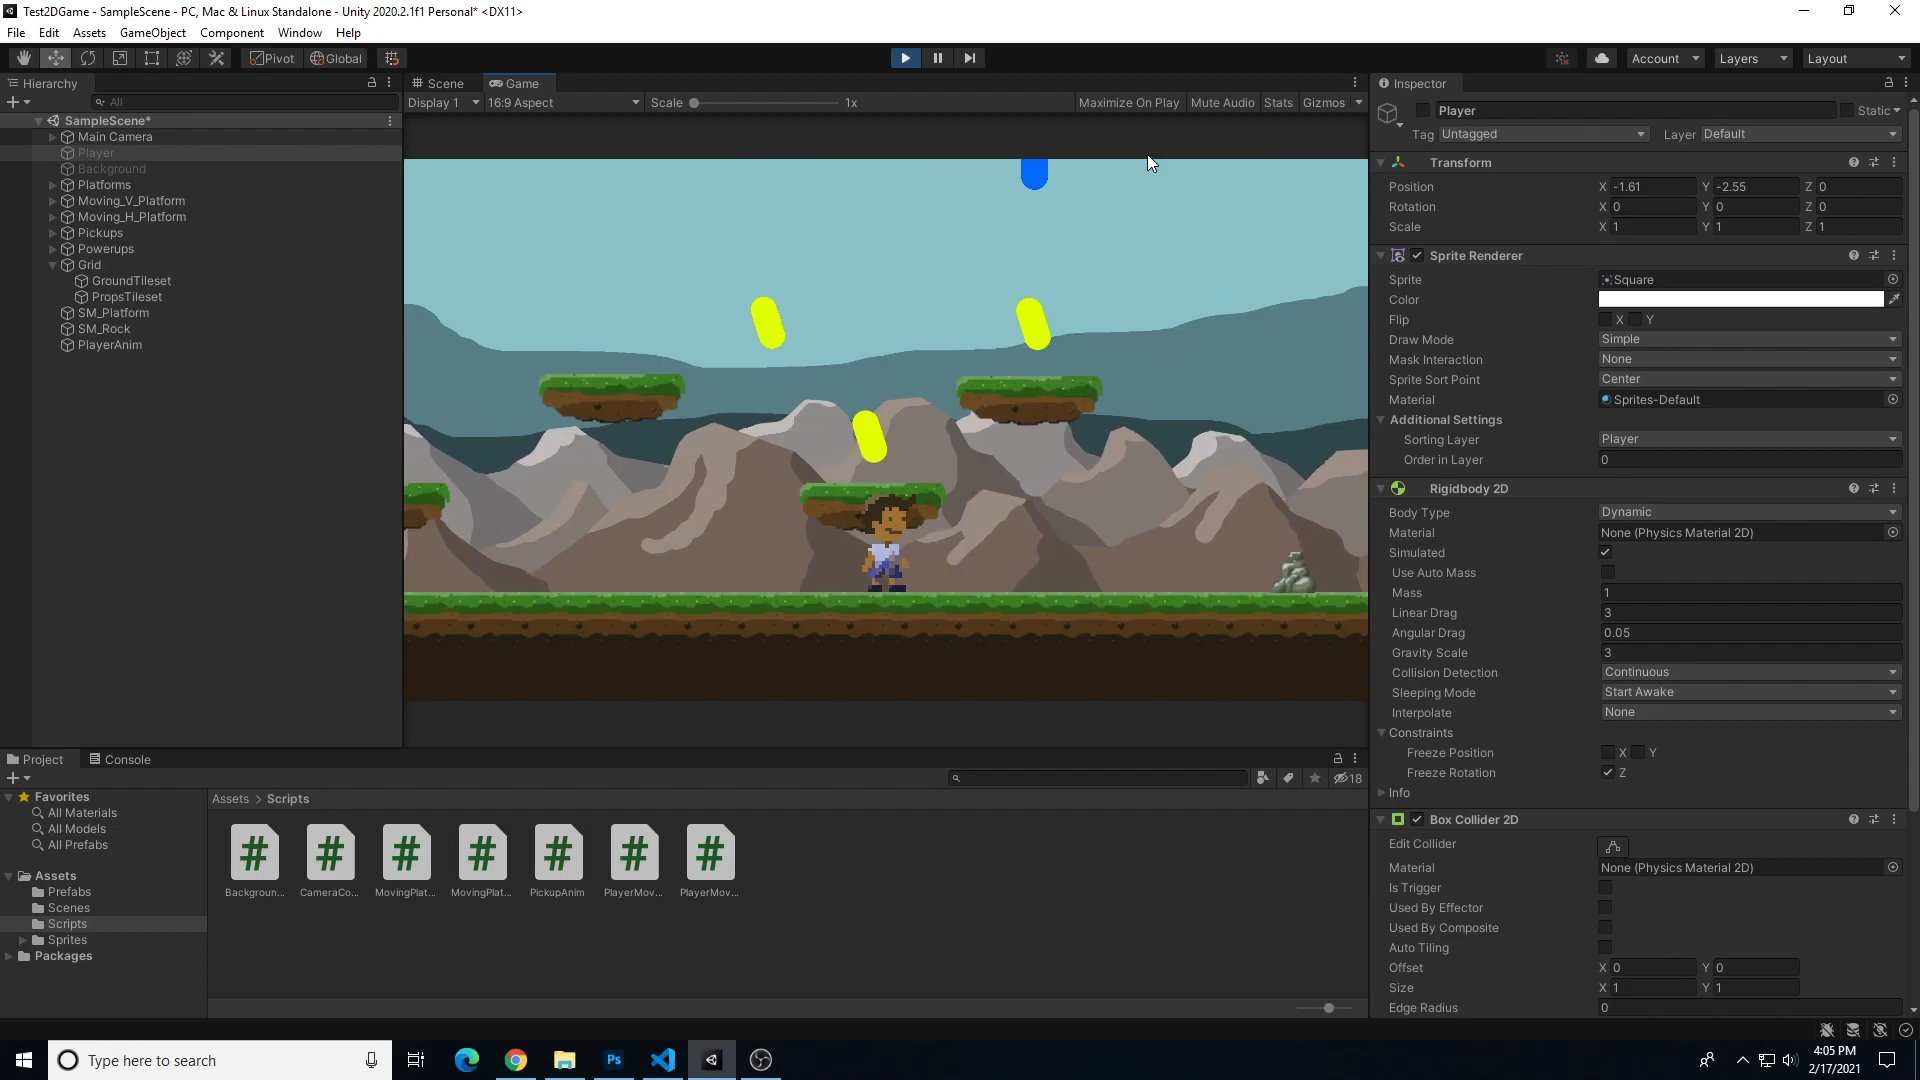 Test2DGame - SampleScene - PC, Mac & Linux Standalone - Unity 2020.2.1f1 Personal* <DX11>
File Edit Assets GameObject Component Window Help
Pivot Global Account Layers Layout
Hierarchy
All
SampleScene*
Main Camera
Player
Background
Platforms
Moving_V_Platform
Moving_H_Platform
Pickups
Powerups
Grid
GroundTileset
PropsTileset
SM_Platform
SM_Rock
PlayerAnim
Scene Game
Display 1 16:9 Aspect Scale 1x Maximize On Play Mute Audio Stats Gizmos
Inspector
Player Static
Tag Untagged Layer Default
Transform
Position X -1.61 Y -2.55 Z 0
Rotation X 0 Y 0 Z 0
Scale X 1 Y 1 Z 1
Sprite Renderer
Sprite Square
Color
Flip X Y
Draw Mode Simple
Mask Interaction None
Sprite Sort Point Center
Material Sprites-Default
Additional Settings
Sorting Layer Player
Order in Layer 0
Rigidbody 2D
Body Type Dynamic
Material None (Physics Material 2D)
Simulated
Use Auto Mass
Mass 1
Linear Drag 3
Angular Drag 0.05
Gravity Scale 3
Collision Detection Continuous
Sleeping Mode Start Awake
Interpolate None
Constraints
Freeze Position X Y
Freeze Rotation Z
Info
Box Collider 2D
Edit Collider
Material None (Physics Material 2D)
Is Trigger
Used By Effector
Used By Composite
Auto Tiling
Offset X 0 Y 0
Size X 1 Y 1
Edge Radius 0
Project Console
18
Favorites
All Materials
All Models
All Prefabs
Assets
Prefabs
Scenes
Scripts
Sprites
Packages
Assets > Scripts
Backgroun... CameraCo... MovingPlat... MovingPlat... PickupAnim PlayerMov... PlayerMov...
Type here to search
Ps
4:05 PM
2/17/2021